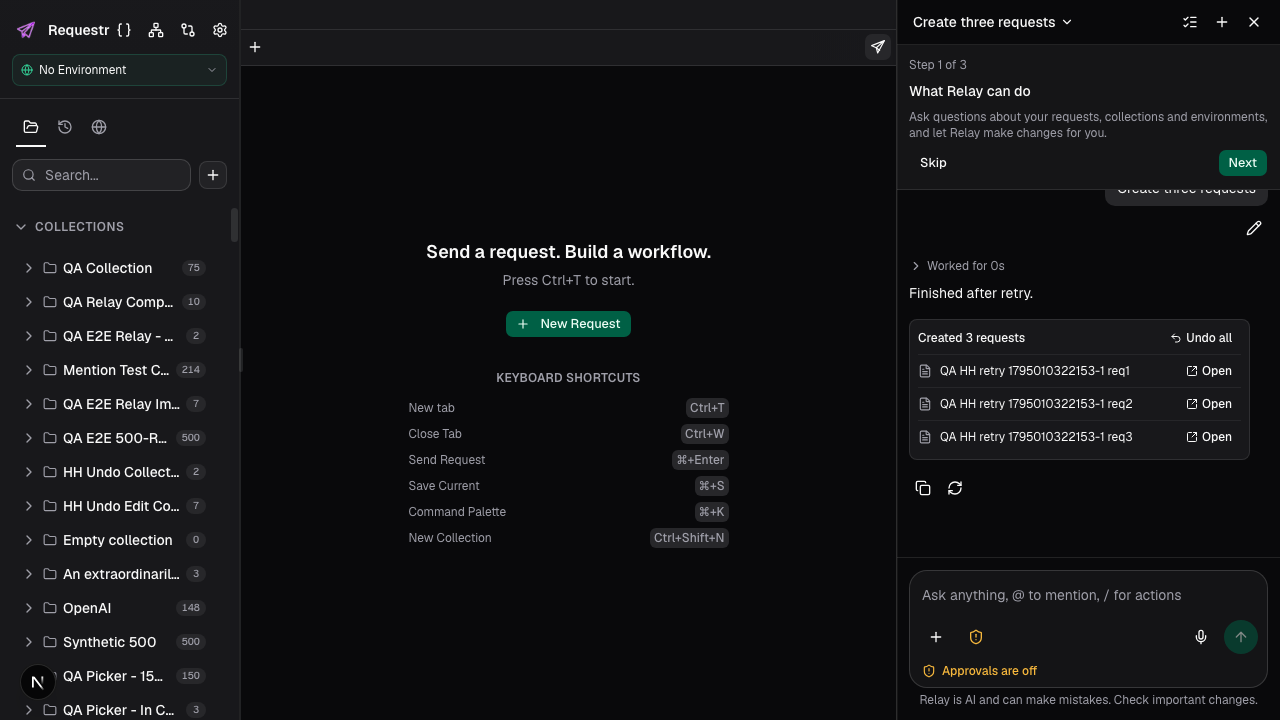 Requestr
No Environment
Search...
COLLECTIONS
QA Collection 75
QA Relay Comp... 10
QA E2E Relay - ... 2
Mention Test C... 214
QA E2E Relay Im... 7
QA E2E 500-R... 500
HH Undo Collect... 2
HH Undo Edit Co... 7
Empty collection 0
An extraordinaril... 3
OpenAI 148
Synthetic 500 500
QA Picker - 15... 150
QA Picker - In C... 3
N
Send a request. Build a workflow.
Press Ctrl+T to start.
New Request
KEYBOARD SHORTCUTS
New tab Ctrl+T
Close Tab Ctrl+W
Send Request ⌘+Enter
Save Current ⌘+S
Command Palette ⌘+K
New Collection Ctrl+Shift+N
Create three requests
Step 1 of 3
What Relay can do
Ask questions about your requests, collections and environments,
and let Relay make changes for you.
Skip Next
Create three requests
Worked for 0s
Finished after retry.
Created 3 requests Undo all
QA HH retry 1795010322153-1 req1 Open
QA HH retry 1795010322153-1 req2 Open
QA HH retry 1795010322153-1 req3 Open
Ask anything, @ to mention, / for actions
Approvals are off
Relay is AI and can make mistakes. Check important changes.